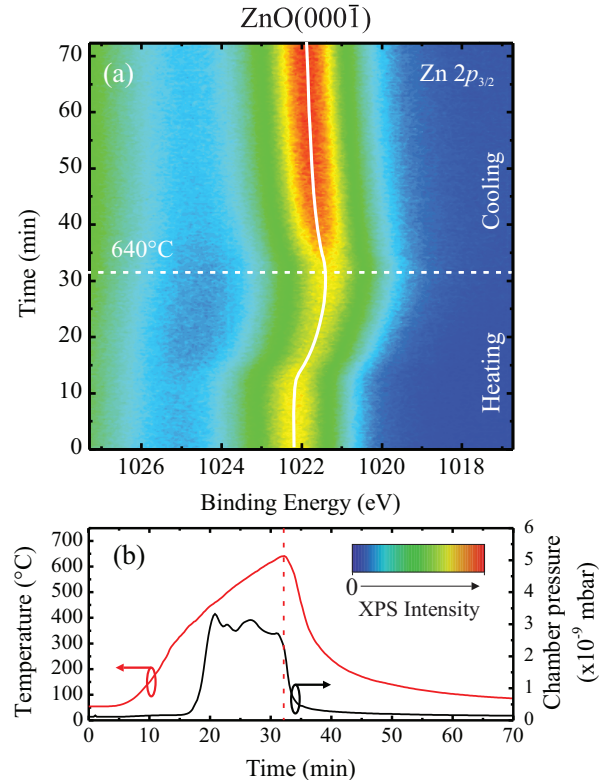 ZnO(0001̄)
(a)
Zn 2p3/2
70
60
50
40
30
20
10
0
Time (min)
640°C
Cooling
Heating
1026 1024 1022 1020 1018
Binding Energy (eV)
(b)
700
600
500
400
300
200
100
0
Temperature (°C)
0
XPS Intensity
6
5
4
3
2
1
0
Chamber pressure
(x10-9 mbar)
0 10 20 30 40 50 60 70
Time (min)